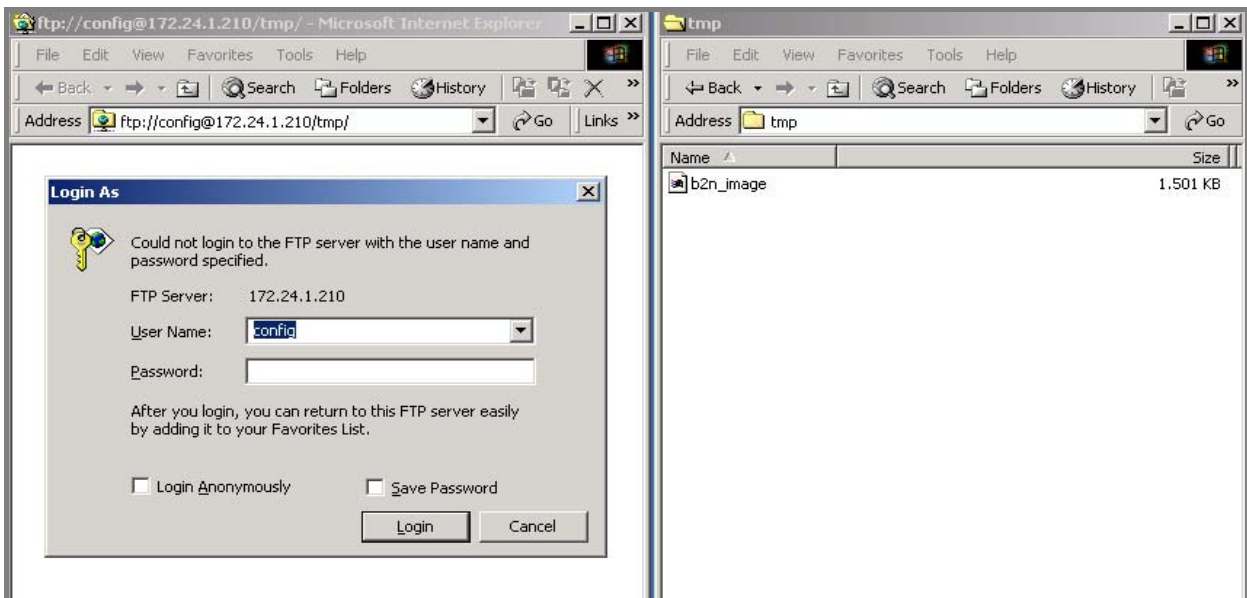 ftp://config@172.24.1.210/tmp/ - Microsoft Internet Explorer
File Edit View Favorites Tools Help
Back Search Folders History »
Address ftp://config@172.24.1.210/tmp/ Go Links »
Login As
Could not login to the FTP server with the user name and
password specified.
FTP Server: 172.24.1.210
User Name: config
Password:
After you login, you can return to this FTP server easily
by adding it to your Favorites List.
Login Anonymously Save Password
Login Cancel
tmp
File Edit View Favorites Tools Help
Back Search Folders History »
Address tmp Go
Name Size
b2n_image 1.501 KB